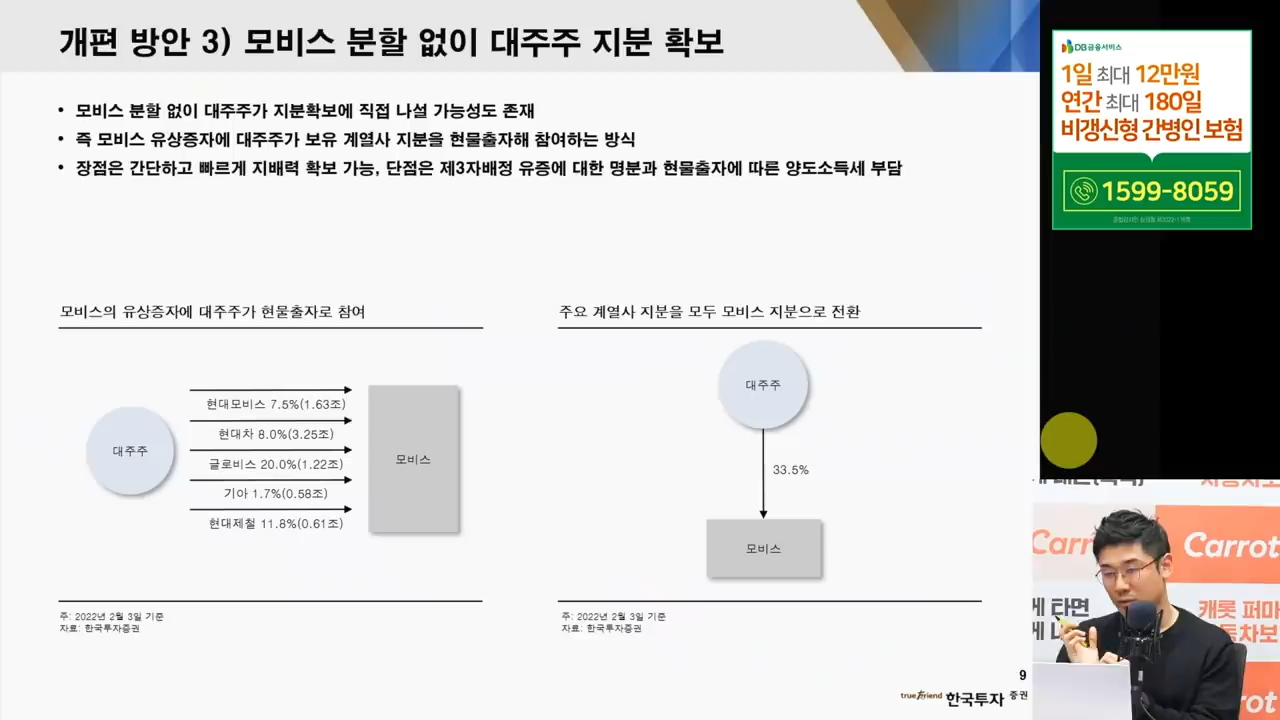 개편 방안 3) 모비스 분할 없이 대주주 지분 확보
• 모비스 분할 없이 대주주가 지분확보에 직접 나설 가능성도 존재
• 즉 모비스 유상증자에 대주주가 보유 계열사 지분을 현물출자해 참여하는 방식
• 장점은 간단하고 빠르게 지배력 확보 가능, 단점은 제3자배정 유증에 대한 명분과 현물출자에 따른 양도소득세 부담
모비스의 유상증자에 대주주가 현물출자로 참여
대주주
현대모비스 7.5%(1.63조)
현대차 8.0%(3.25조)
글로비스 20.0%(1.22조)
기아 1.7%(0.58조)
현대제철 11.8%(0.61조)
모비스
주: 2022년 2월 3일 기준
자료: 한국투자증권
주요 계열사 지분을 모두 모비스 지분으로 전환
대주주
33.5%
모비스
주: 2022년 2월 3일 기준
자료: 한국투자증권
9
true friend 한국투자증권
DB금융서비스
1일 최대 12만원
연간 최대 180일
비갱신형 간병인 보험
1599-8059
Carr
Carrot
게 타면
게 나
캐롯 퍼마
동차보
rot